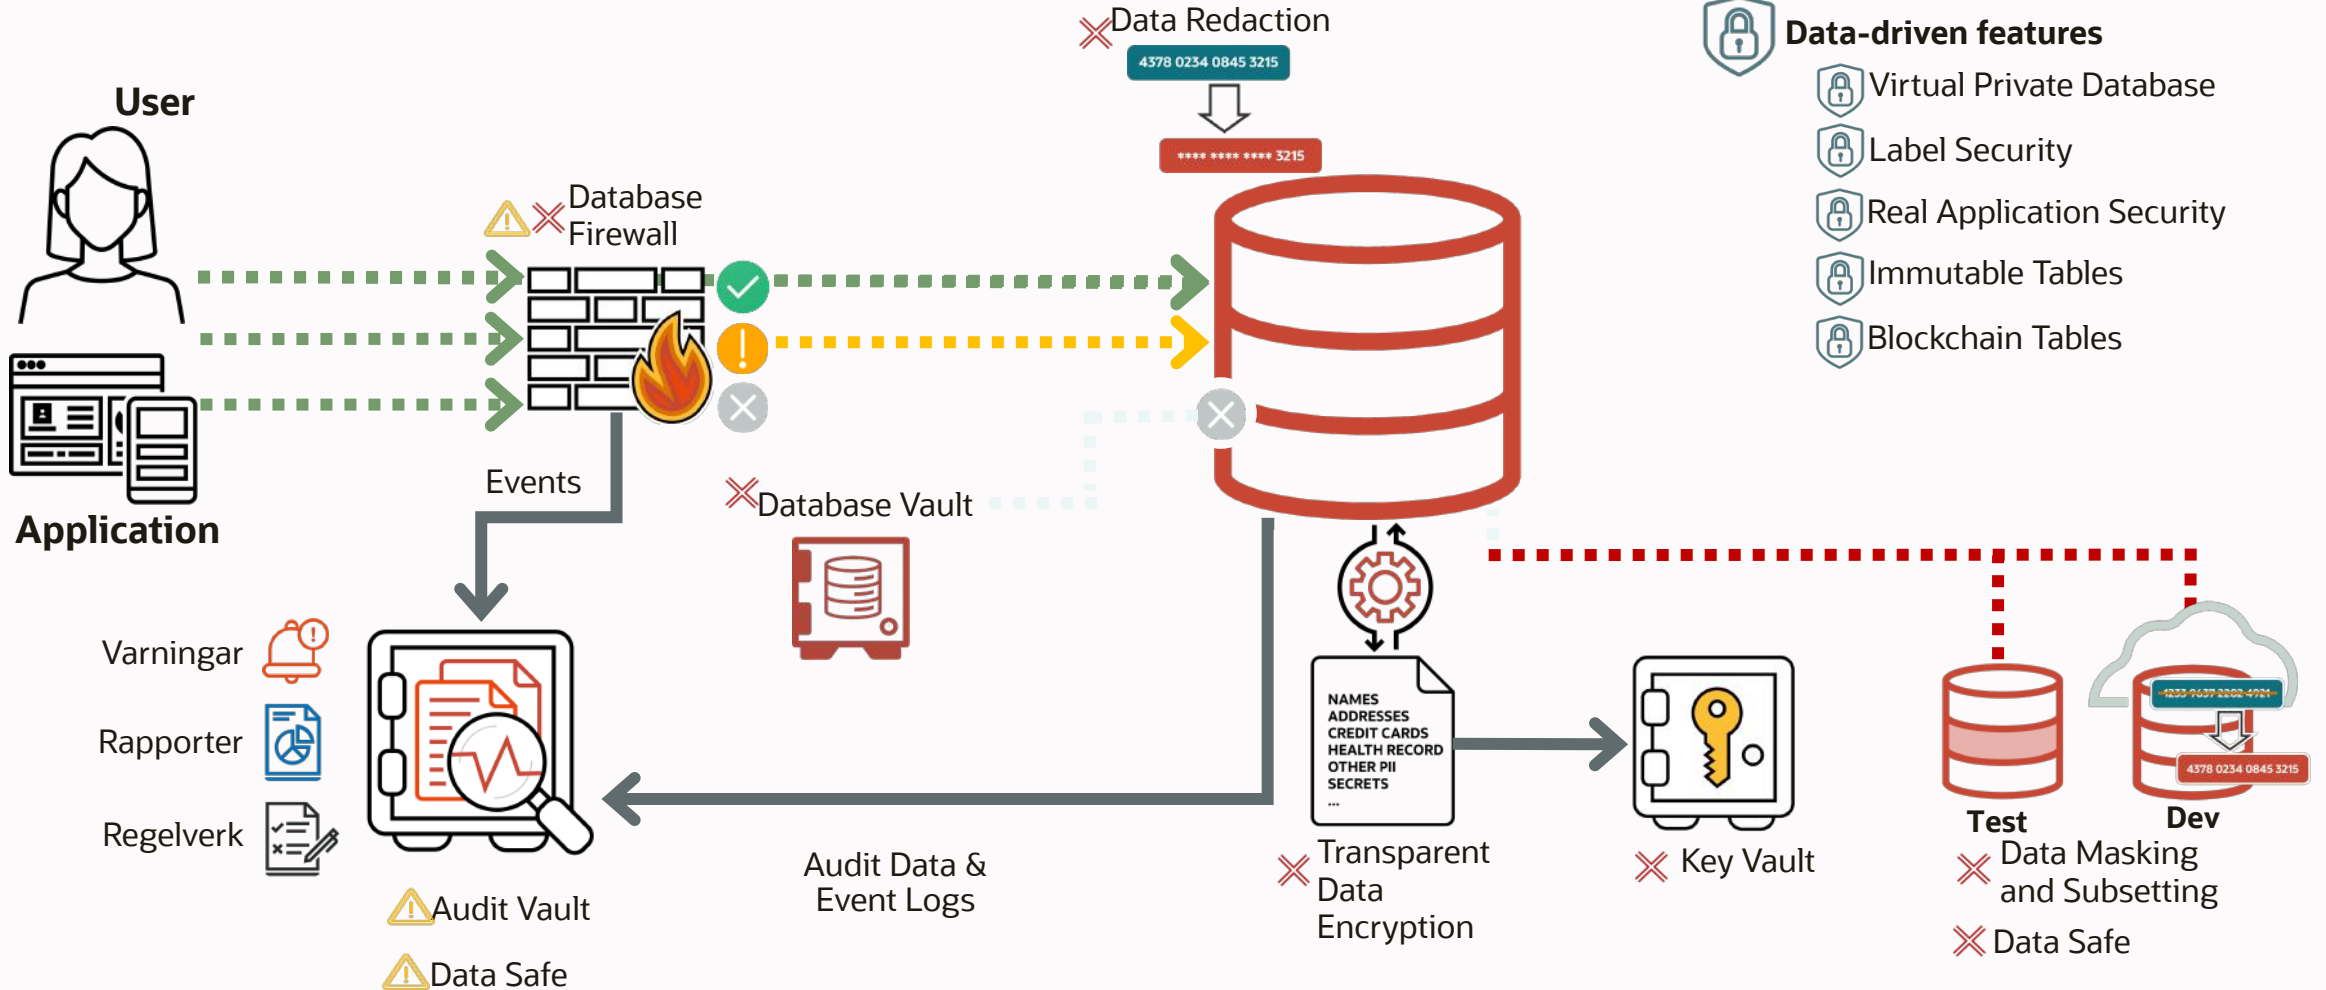 Data Redaction
4378 0234 0845 3215
**** **** **** 3215
Data-driven features
Virtual Private Database
Label Security
Real Application Security
Immutable Tables
Blockchain Tables
User
Database
Firewall
Application
Events
Database Vault
Varningar
Rapporter
Regelverk
Audit Vault
Data Safe
Audit Data &
Event Logs
NAMES
ADDRESSES
CREDIT CARDS
HEALTH RECORD
OTHER PII
SECRETS
...
Transparent
Data
Encryption
Key Vault
4378 0234 0845 3215
Test
Dev
Data Masking
and Subsetting
Data Safe